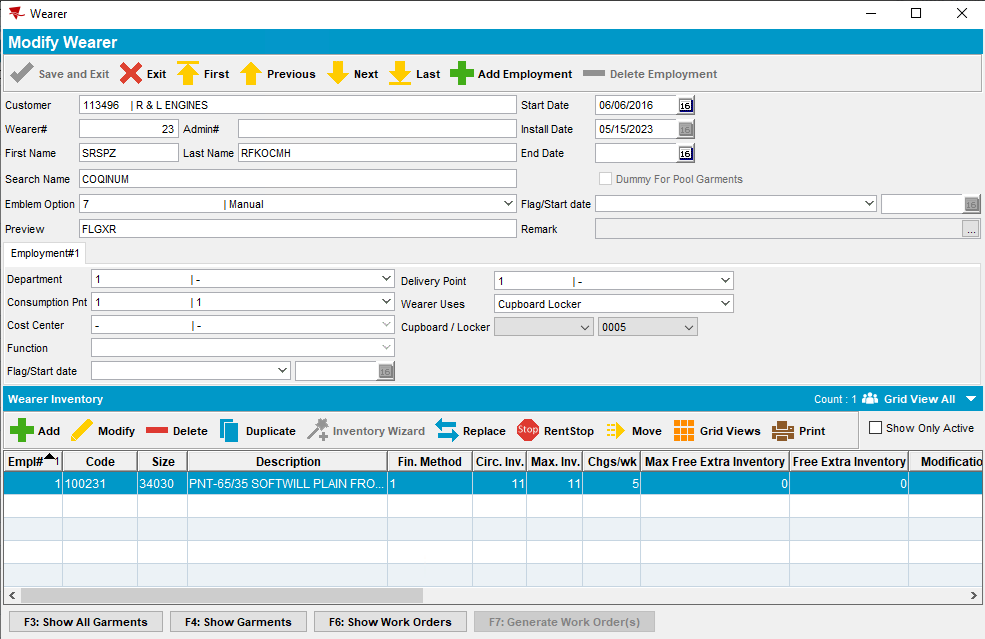 Wearer
Modify Wearer
Save and Exit Exit First Previous Next Last Add Employment Delete Employment
Customer 113496 | R & L ENGINES Start Date 06/06/2016 16
Wearer# 23 Admin# Install Date 05/15/2023 16
First Name SRSPZ Last Name RFKOCMH End Date 16
Search Name COQINUM Dummy For Pool Garments
Emblem Option 7 | Manual Flag/Start date 16
Preview FLGXR Remark ...
Employment#1
Department 1 | - Delivery Point 1 | -
Consumption Pnt 1 | 1 Wearer Uses Cupboard Locker
Cost Center - | - Cupboard / Locker 0005
Function
Flag/Start date 16
Wearer Inventory Count : 1 Grid View All
Add Modify Delete Duplicate Inventory Wizard Replace Stop RentStop Move Grid Views Print Show Only Active
Empl# 1 Code Size Description Fin. Method Circ. Inv. Max. Inv. Chgs/wk Max Free Extra Inventory Free Extra Inventory Modificatio
1 100231 34030 PNT-65/35 SOFTWILL PLAIN FRO... 1 11 11 5 0 0
F3: Show All Garments F4: Show Garments F6: Show Work Orders F7: Generate Work Order(s)